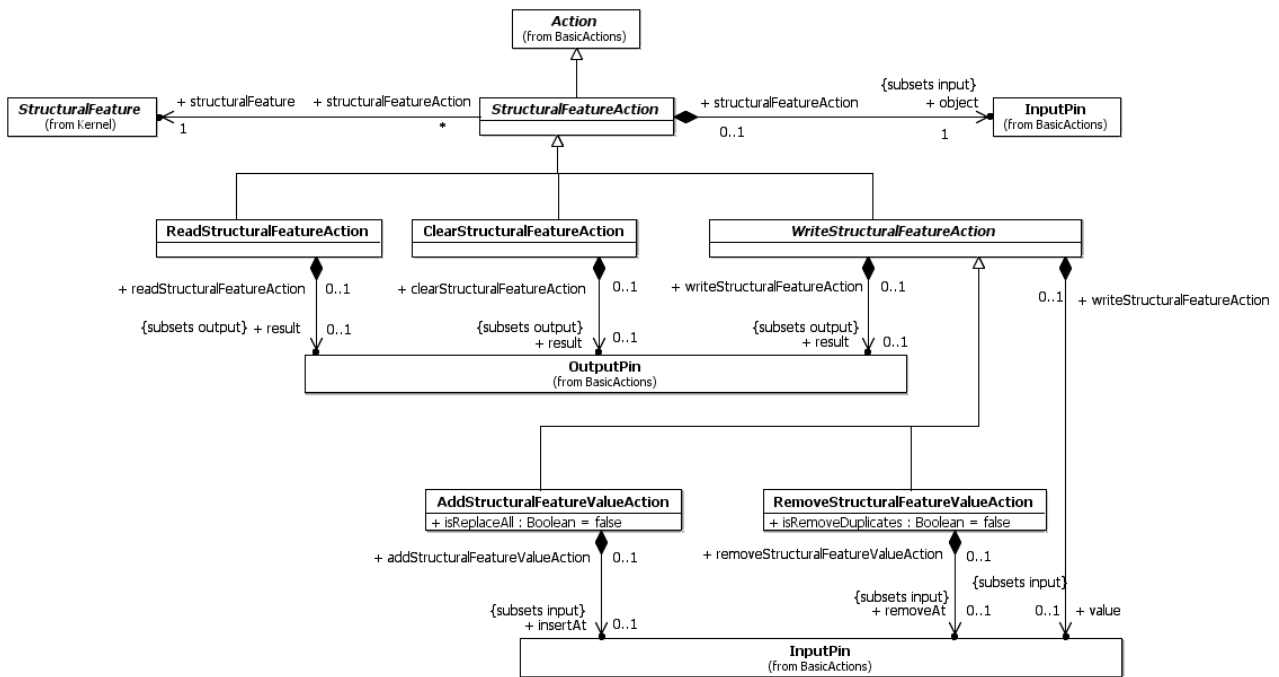 Action
(from BasicActions)
{subsets input}
+ structuralFeature
+ structuralFeatureAction
StructuralFeatureAction
+ structuralFeatureAction
+ object
StructuralFeature
(from Kernel)
InputPin
(from BasicActions)
1
*
0..1
1
ReadStructuralFeatureAction
ClearStructuralFeatureAction
WriteStructuralFeatureAction
+ readStructuralFeatureAction
0..1
+ clearStructuralFeatureAction
0..1
+ writeStructuralFeatureAction
0..1
0..1
+ writeStructuralFeatureAction
{subsets output}
+ result
0..1
{subsets output}
+ result
0..1
{subsets output}
+ result
0..1
OutputPin
(from BasicActions)
AddStructuralFeatureValueAction
+ isReplaceAll : Boolean = false
RemoveStructuralFeatureValueAction
+ isRemoveDuplicates : Boolean = false
+ addStructuralFeatureValueAction
0..1
+ removeStructuralFeatureValueAction
0..1
{subsets input}
{subsets input}
+ insertAt
0..1
{subsets input}
+ removeAt
0..1
0..1
+ value
InputPin
(from BasicActions)